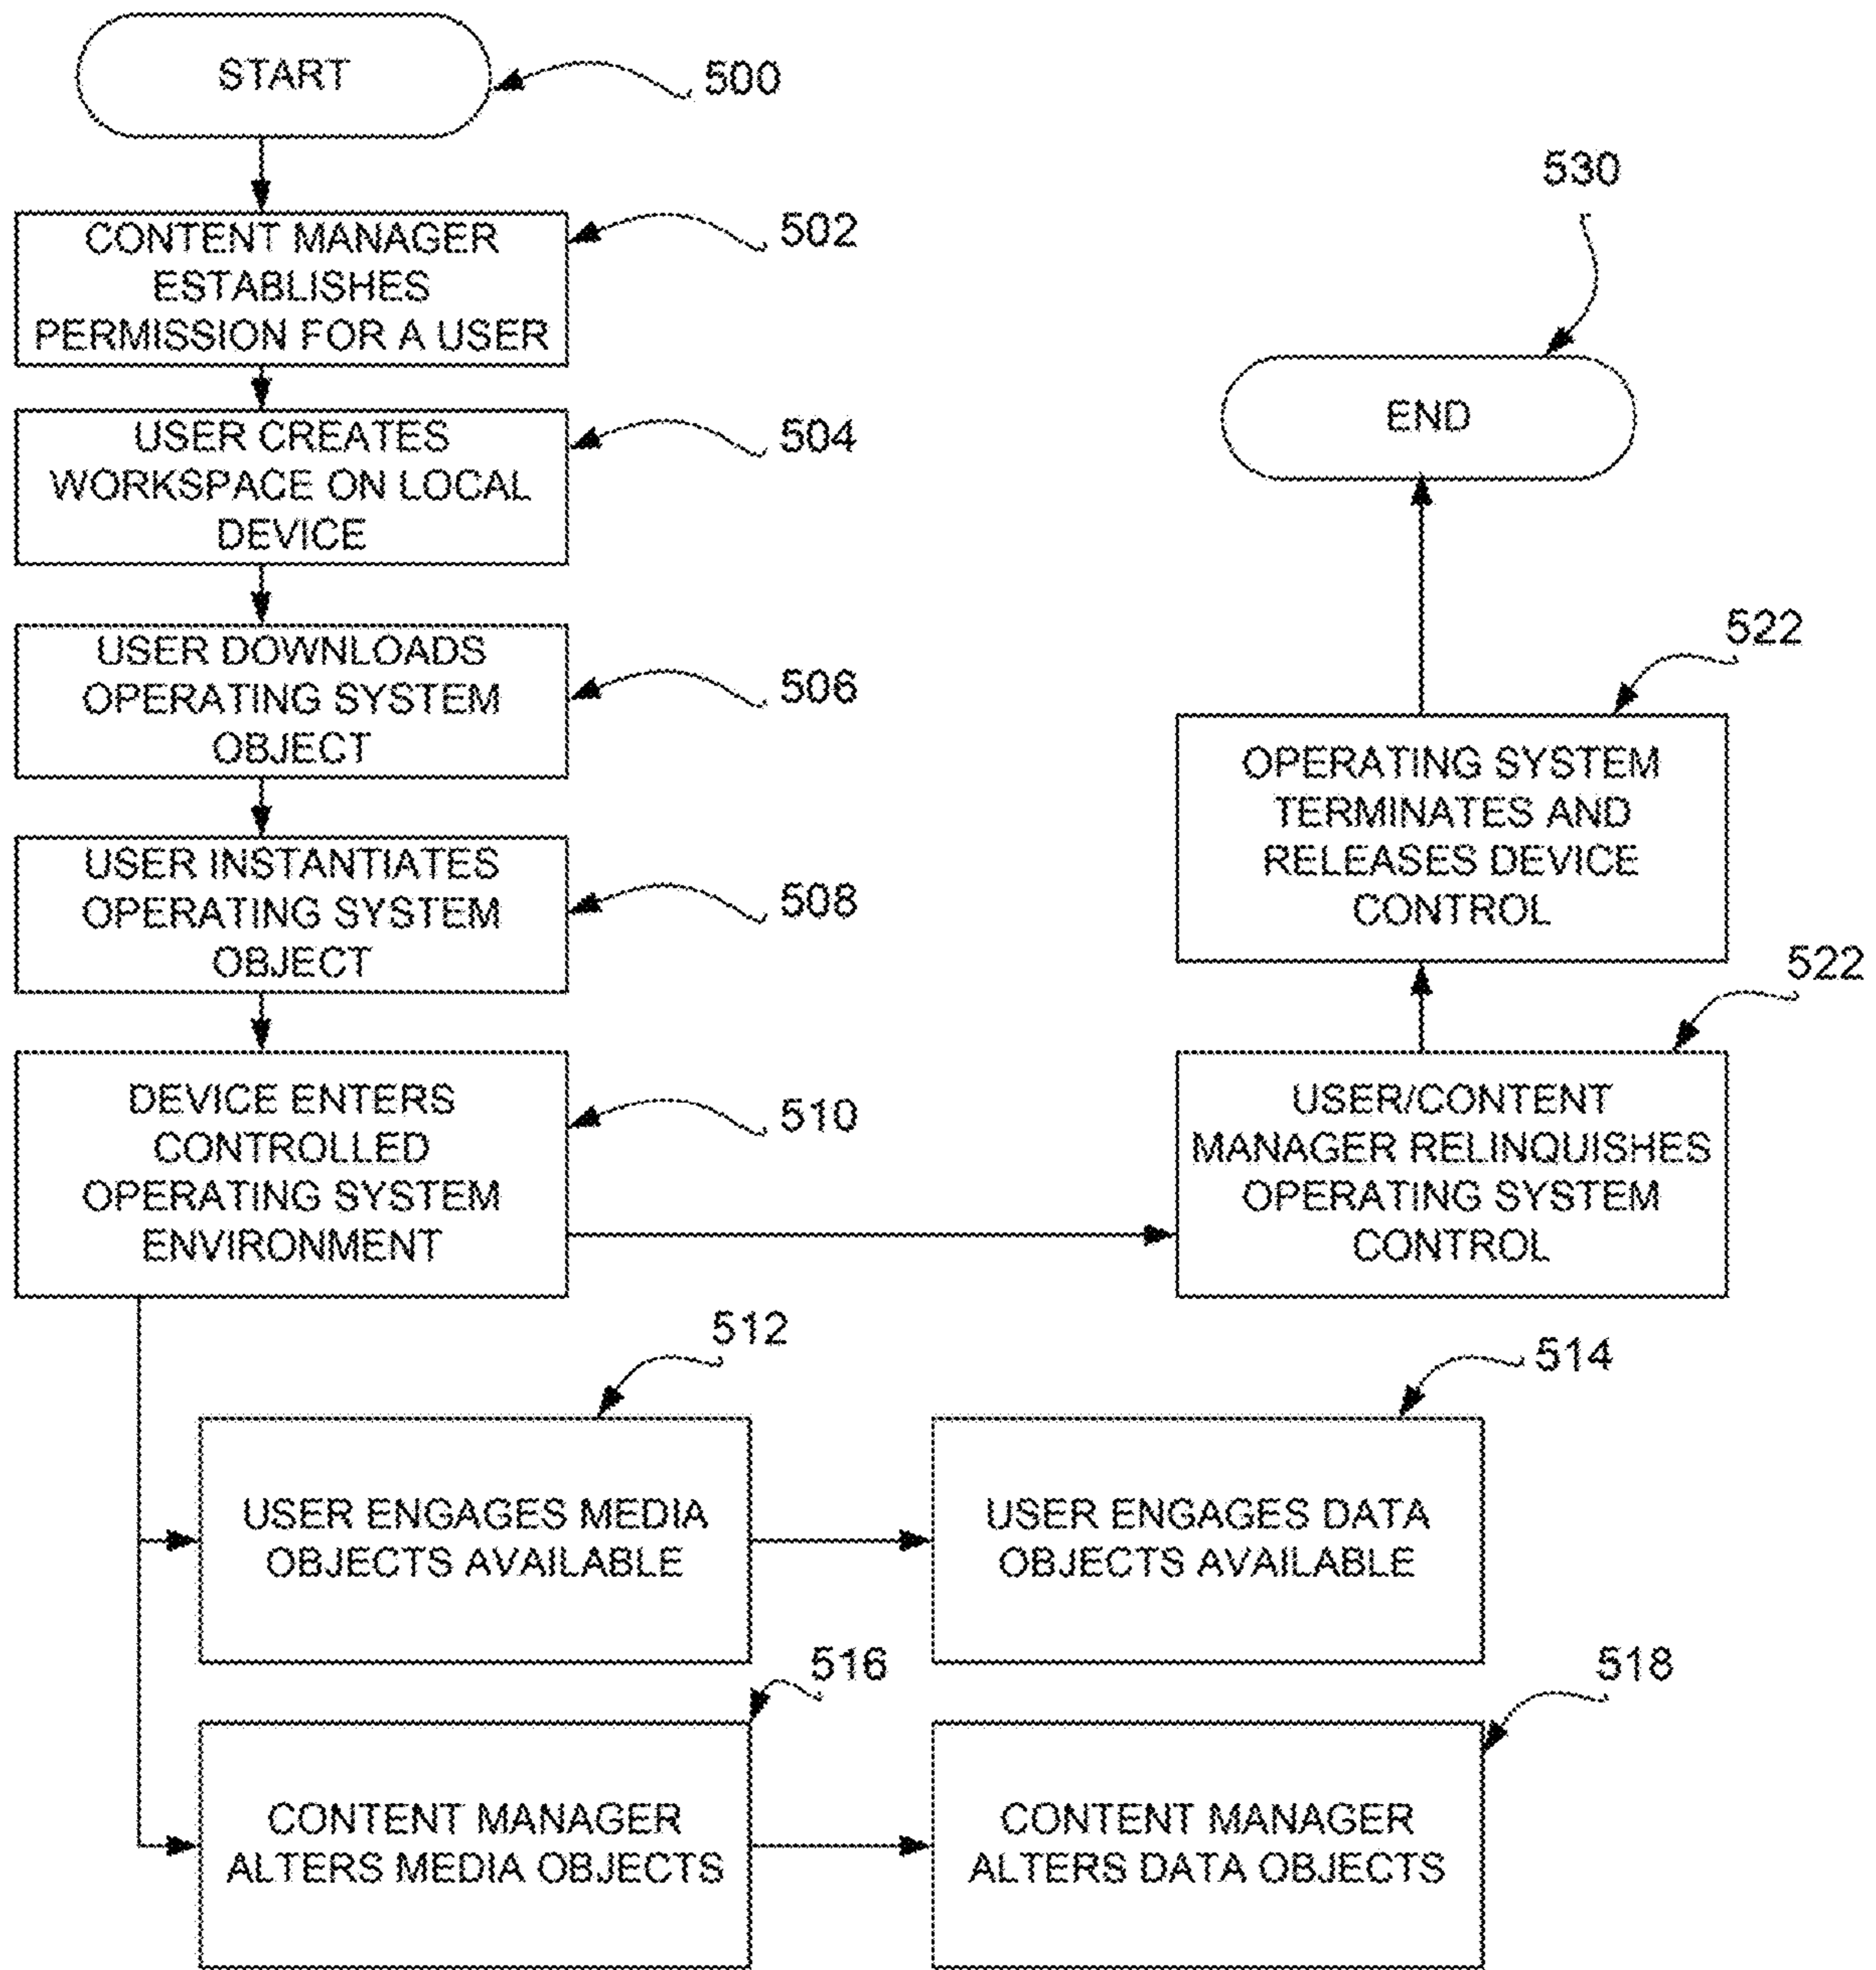 START
500
CONTENT MANAGER
ESTABLISHES
PERMISSION FOR A USER
502
USER CREATES
WORKSPACE ON LOCAL
DEVICE
504
USER DOWNLOADS
OPERATING SYSTEM
OBJECT
506
USER INSTANTIATES
OPERATING SYSTEM
OBJECT
508
DEVICE ENTERS
CONTROLLED
OPERATING SYSTEM
ENVIRONMENT
510
530
END
522
OPERATING SYSTEM
TERMINATES AND
RELEASES DEVICE
CONTROL
522
USER/CONTENT
MANAGER RELINQUISHES
OPERATING SYSTEM
CONTROL
512
USER ENGAGES MEDIA
OBJECTS AVAILABLE
514
USER ENGAGES DATA
OBJECTS AVAILABLE
516
CONTENT MANAGER
ALTERS MEDIA OBJECTS
518
CONTENT MANAGER
ALTERS DATA OBJECTS